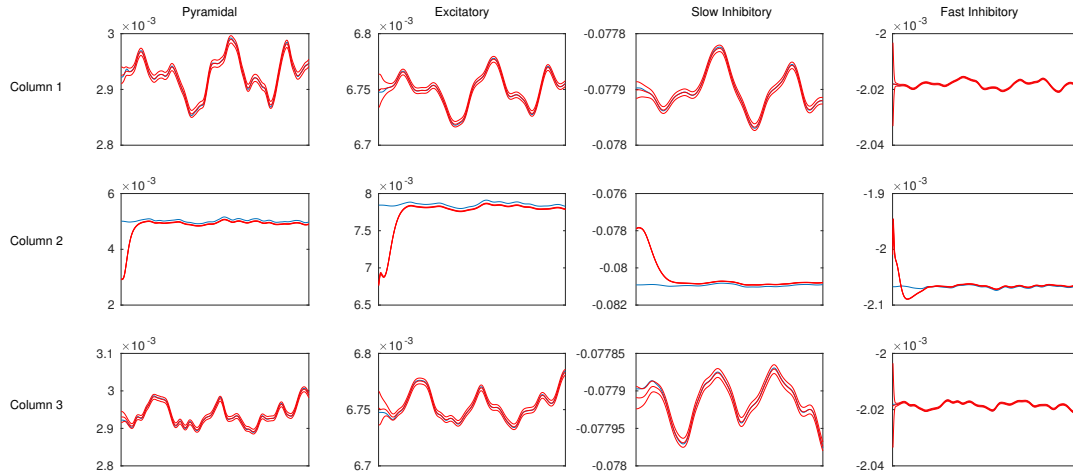 Pyramidal Excitatory Slow Inhibitory Fast Inhibitory
×10 -3 ×10 -3 ×10 -3
3 6.8 -0.0778 -2
Column 1 2.9 6.75 -0.0779 -2.02
2.8 6.7 -0.078 -2.04
×10 -3 ×10 -3 ×10 -3
6 8 -0.076 -1.9
7.5 -0.078
Column 2 4 -2
7 -0.08
2 6.5 -0.082 -2.1
×10 -3 ×10 -3 ×10 -3
3.1 6.8 -0.07785 -2
3 -0.0779
Column 3 6.75 -2.02
2.9 -0.07795
2.8 6.7 -0.078 -2.04